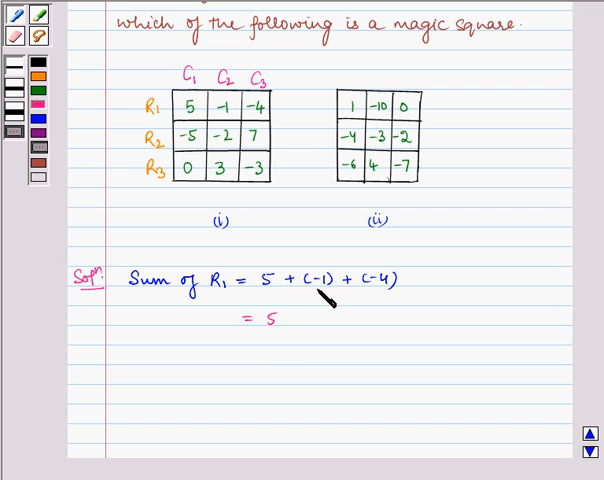 which of the following is a magic square.
C1 C2 C3
R1 5 -1 -4
R2 -5 -2 7
R3 0 3 -3
(i)
1 -10 0
-4 -3 -2
-6 4 -7
(ii)
Solⁿ. Sum of R1 = 5 + (-1) + (-4)
= 5